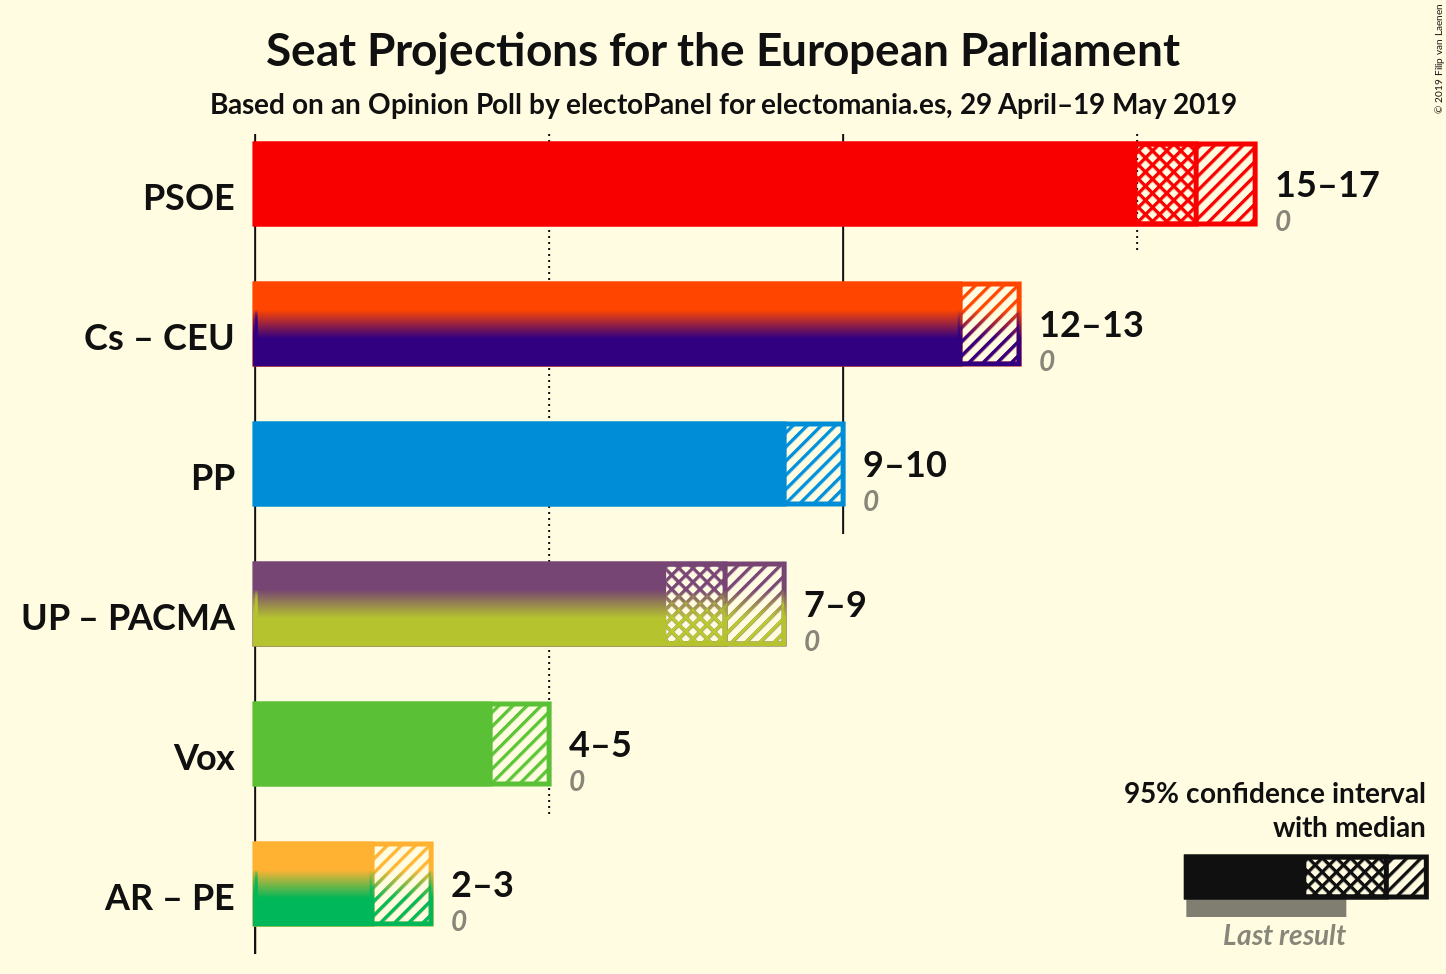 Seat Projections for the European Parliament
Based on an Opinion Poll by electoPanel for electomania.es, 29 April–19 May 2019
© 2019 Filip van Laenen
PSOE
15–17
0
Cs – CEU
12–13
0
PP
9–10
0
UP – PACMA
7–9
0
Vox
4–5
0
AR – PE
2–3
0
95% confidence interval
with median
Last result